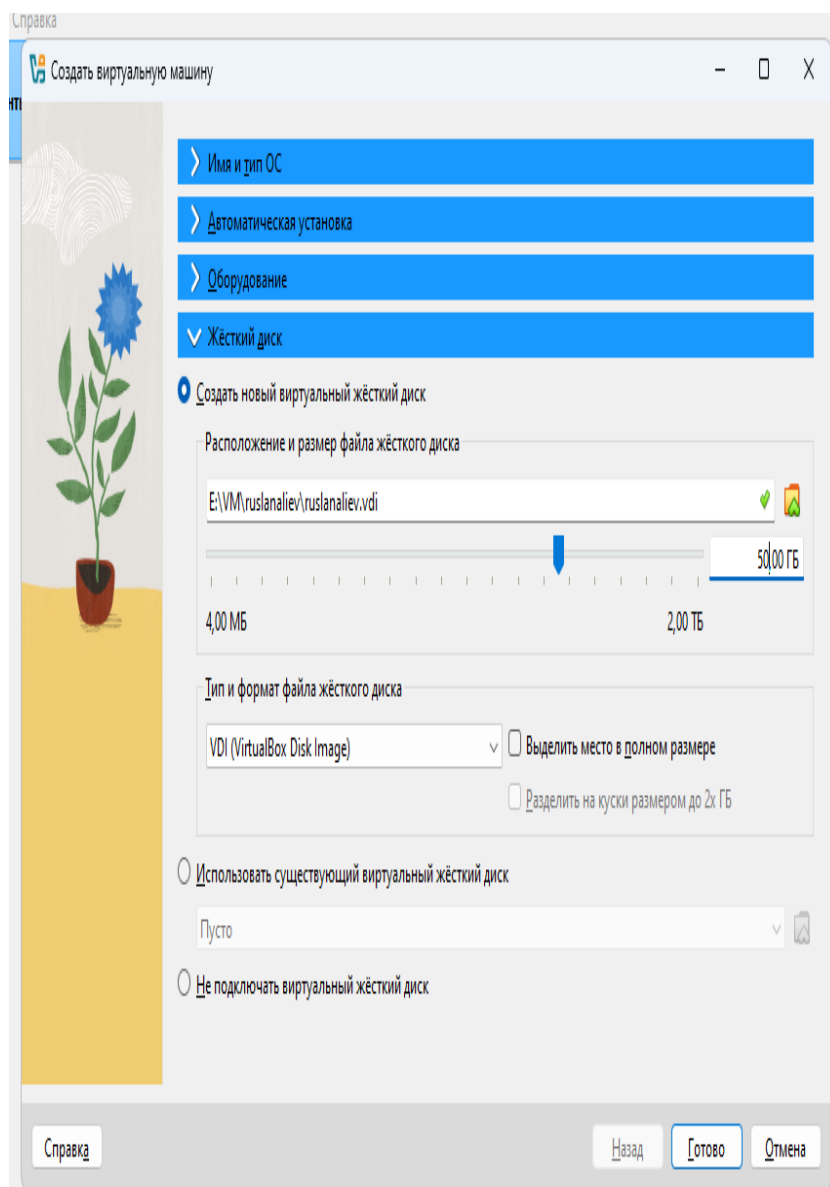 Справка
Создать виртуальную машину
Имя и тип ОС
Автоматическая установка
Оборудование
Жёсткий диск
Создать новый виртуальный жёсткий диск
Расположение и размер файла жёсткого диска
E:\VM\ruslanaliev\ruslanaliev.vdi
50,00 ГБ
4,00 МБ 2,00 ТБ
Тип и формат файла жёсткого диска
VDI (VirtualBox Disk Image) Выделить место в полном размере
Разделить на куски размером до 2х ГБ
Использовать существующий виртуальный жёсткий диск
Пусто
Не подключать виртуальный жёсткий диск
Справка Назад Готово Отмена